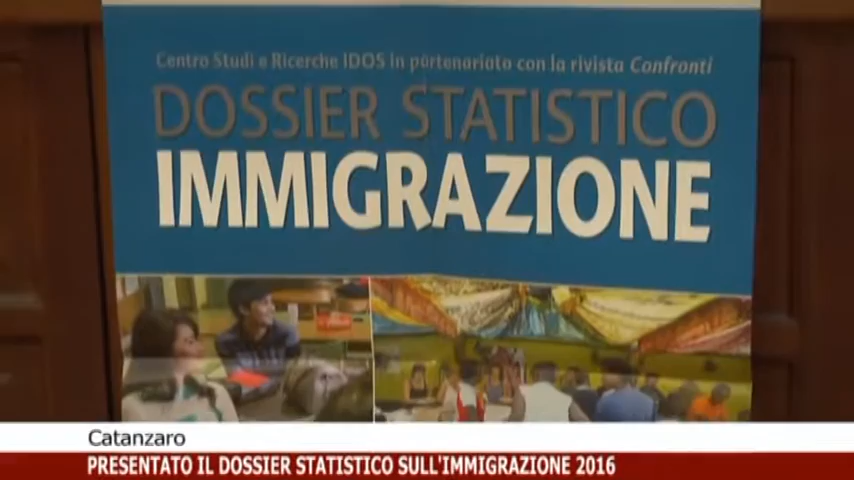 Centro Studi e Ricerche IDOS in partenariato con la rivista Confronti
DOSSIER STATISTICO
IMMIGRAZIONE
Catanzaro
PRESENTATO IL DOSSIER STATISTICO SULL'IMMIGRAZIONE 2016